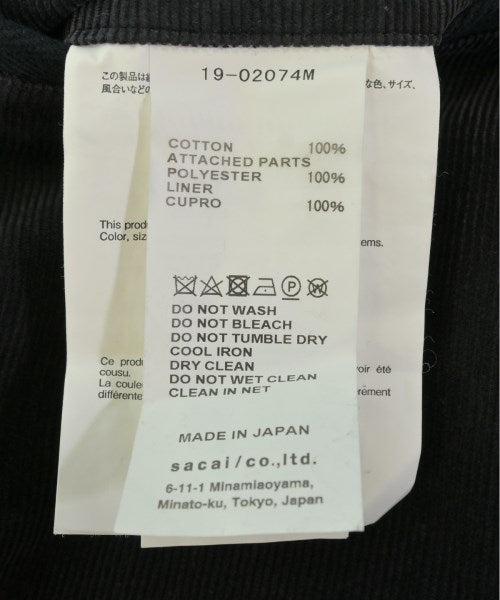 19-02074M
この製品は
風合いなどの
な色、サイズ、
COTTON 100%
ATTACHED PARTS
POLYESTER 100%
LINER
CUPRO 100%
This prod
Color, siz
ems.
DO NOT WASH
DO NOT BLEACH
DO NOT TUMBLE DRY
COOL IRON
DRY CLEAN
DO NOT WET CLEAN
CLEAN IN NET
Ce produ
cousu.
La couleu
différente
oir été
rément
MADE IN JAPAN
sacai/co.,ltd.
6-11-1 Minamiaoyama,
Minato-ku, Tokyo, Japan